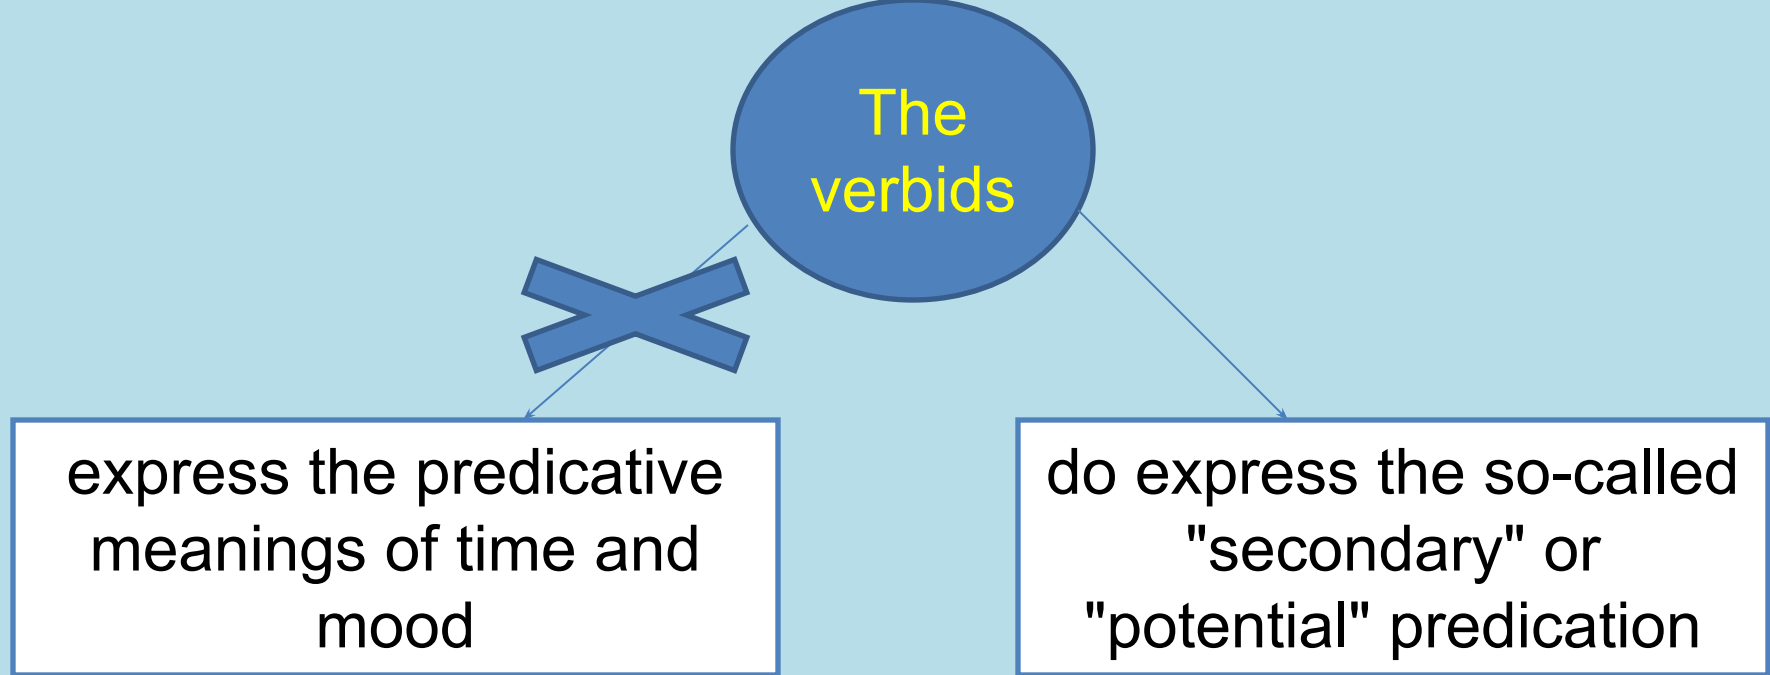 The
verbids
express the predicative
meanings of time and
mood
do express the so-called
"secondary" or
"potential" predication